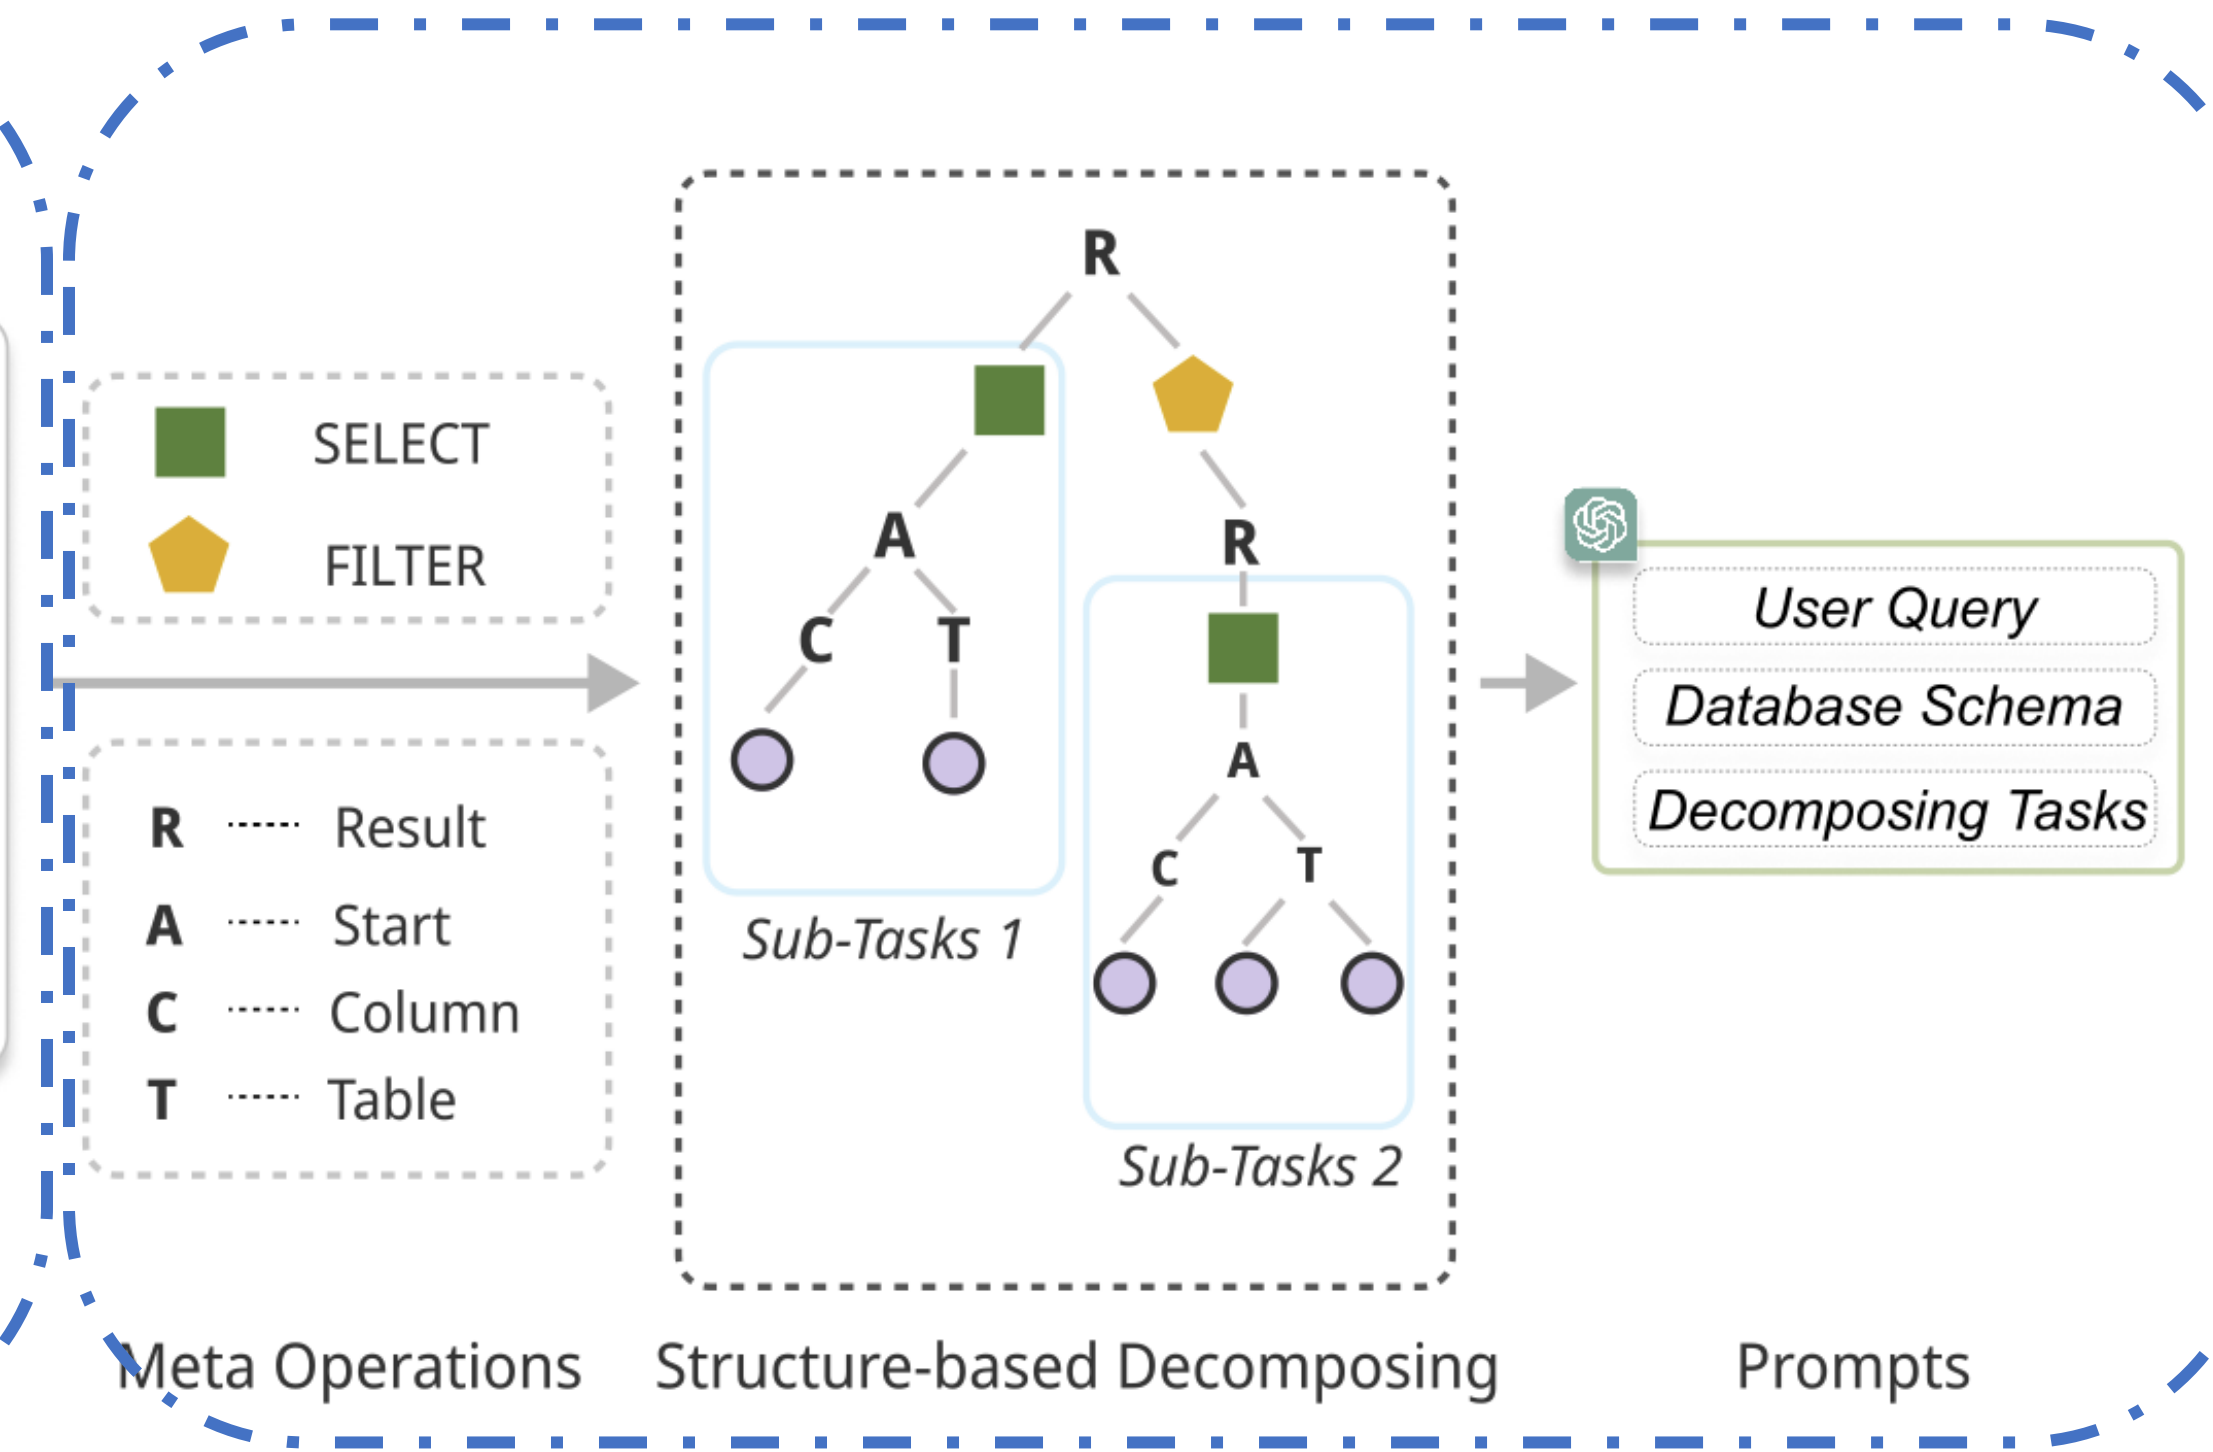 SELECT
FILTER
R Result
A Start
C Column
T Table
Meta Operations
R
A
C T
Sub-Tasks 1
R
A
C T
Sub-Tasks 2
Structure-based Decomposing
User Query
Database Schema
Decomposing Tasks
Prompts